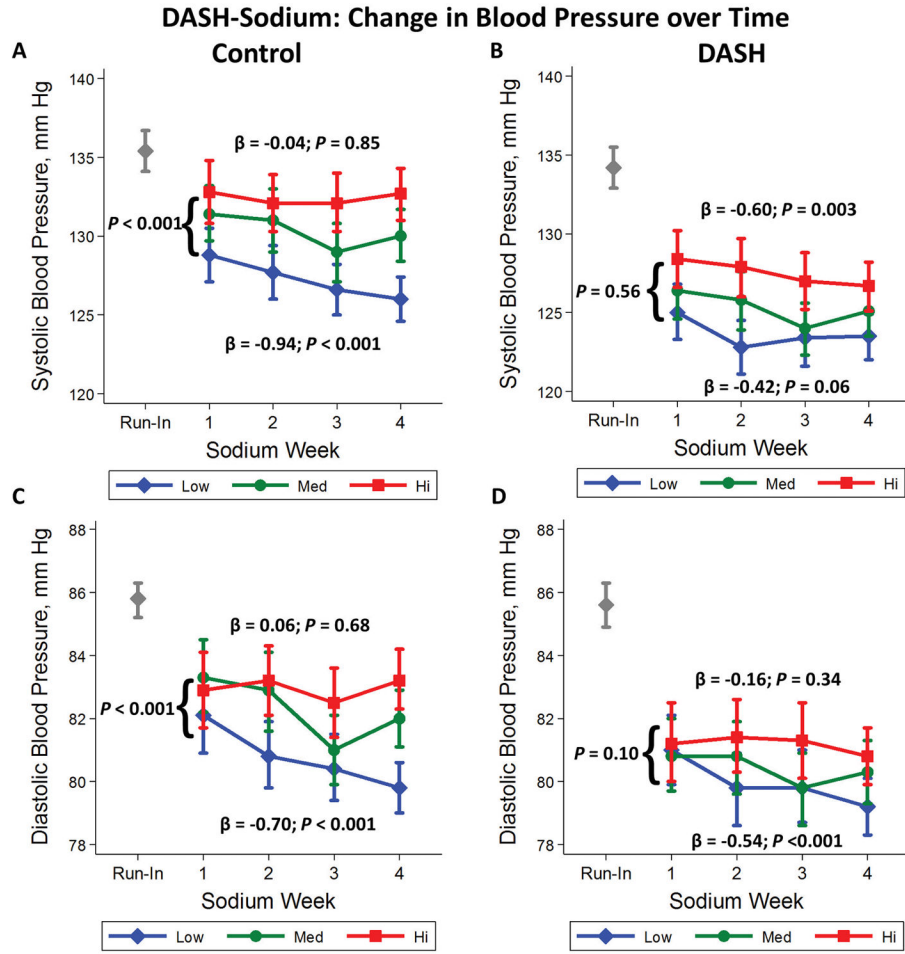 DASH-Sodium: Change in Blood Pressure over Time
A
Control
Systolic Blood Pressure, mm Hg
140
135
130
125
120
β = -0.04; P = 0.85
P < 0.001
{
β = -0.94; P < 0.001
Run-In 1 2 3 4
Sodium Week
Low Med Hi
B
DASH
Systolic Blood Pressure, mm Hg
140
135
130
125
120
β = -0.60; P = 0.003
P = 0.56
{
β = -0.42; P = 0.06
Run-In 1 2 3 4
Sodium Week
Low Med Hi
C
Diastolic Blood Pressure, mm Hg
88
86
84
82
80
78
β = 0.06; P = 0.68
P < 0.001
{
β = -0.70; P < 0.001
Run-In 1 2 3 4
Sodium Week
Low Med Hi
D
Diastolic Blood Pressure, mm Hg
88
86
84
82
80
78
β = -0.16; P = 0.34
P = 0.10
{
β = -0.54; P <0.001
Run-In 1 2 3 4
Sodium Week
Low Med Hi